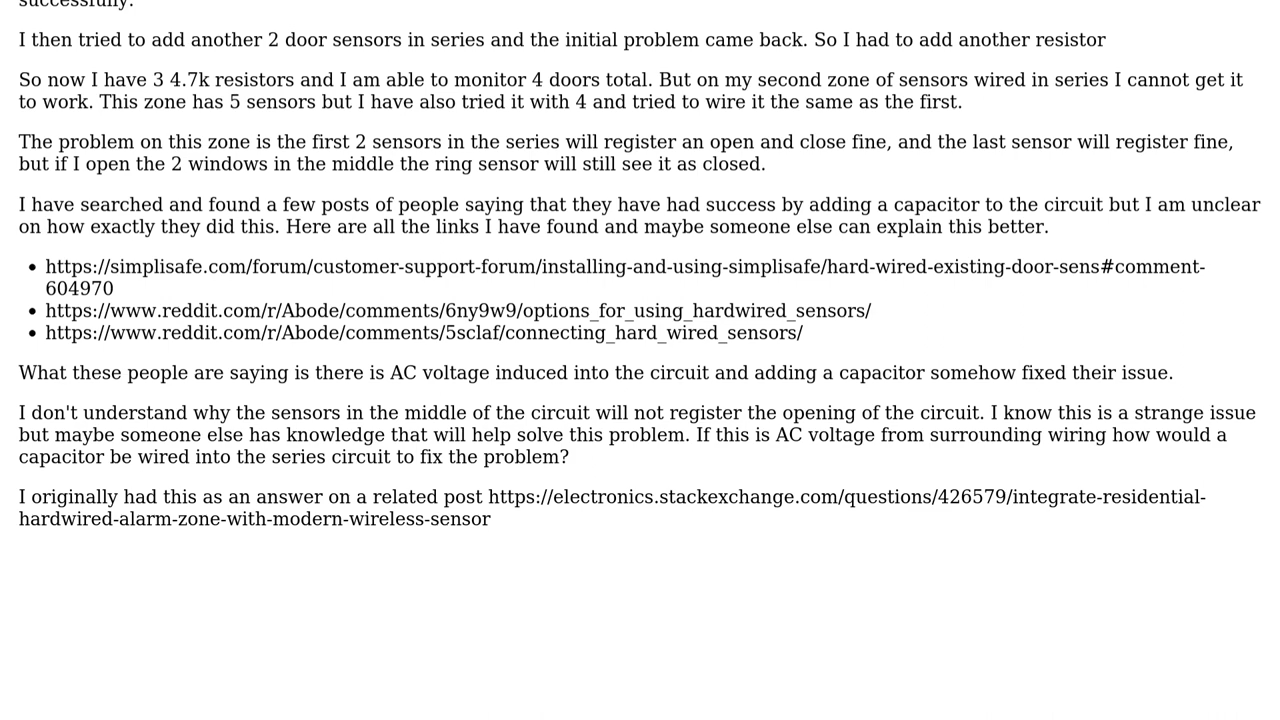 successfully.
I then tried to add another 2 door sensors in series and the initial problem came back. So I had to add another resistor
So now I have 3 4.7k resistors and I am able to monitor 4 doors total. But on my second zone of sensors wired in series I cannot get it
to work. This zone has 5 sensors but I have also tried it with 4 and tried to wire it the same as the first.
The problem on this zone is the first 2 sensors in the series will register an open and close fine, and the last sensor will register fine,
but if I open the 2 windows in the middle the ring sensor will still see it as closed.
I have searched and found a few posts of people saying that they have had success by adding a capacitor to the circuit but I am unclear
on how exactly they did this. Here are all the links I have found and maybe someone else can explain this better.
• https://simplisafe.com/forum/customer-support-forum/installing-and-using-simplisafe/hard-wired-existing-door-sens#comment-
604970
• https://www.reddit.com/r/Abode/comments/6ny9w9/options_for_using_hardwired_sensors/
• https://www.reddit.com/r/Abode/comments/5sclaf/connecting_hard_wired_sensors/
What these people are saying is there is AC voltage induced into the circuit and adding a capacitor somehow fixed their issue.
I don't understand why the sensors in the middle of the circuit will not register the opening of the circuit. I know this is a strange issue
but maybe someone else has knowledge that will help solve this problem. If this is AC voltage from surrounding wiring how would a
capacitor be wired into the series circuit to fix the problem?
I originally had this as an answer on a related post https://electronics.stackexchange.com/questions/426579/integrate-residential-
hardwired-alarm-zone-with-modern-wireless-sensor